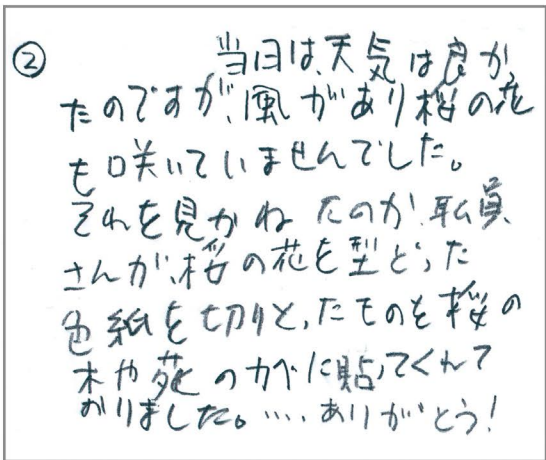 ② 当日は、天気は良かっ
たのですが、風があり桜の花
も咲いていませんでした。
それを見かねたのか、職員
さんが、桜の花を型どった
色紙を切りとったものを桜の
木や苑のカベに貼ってくれて
おりました。‥‥ありがとう!